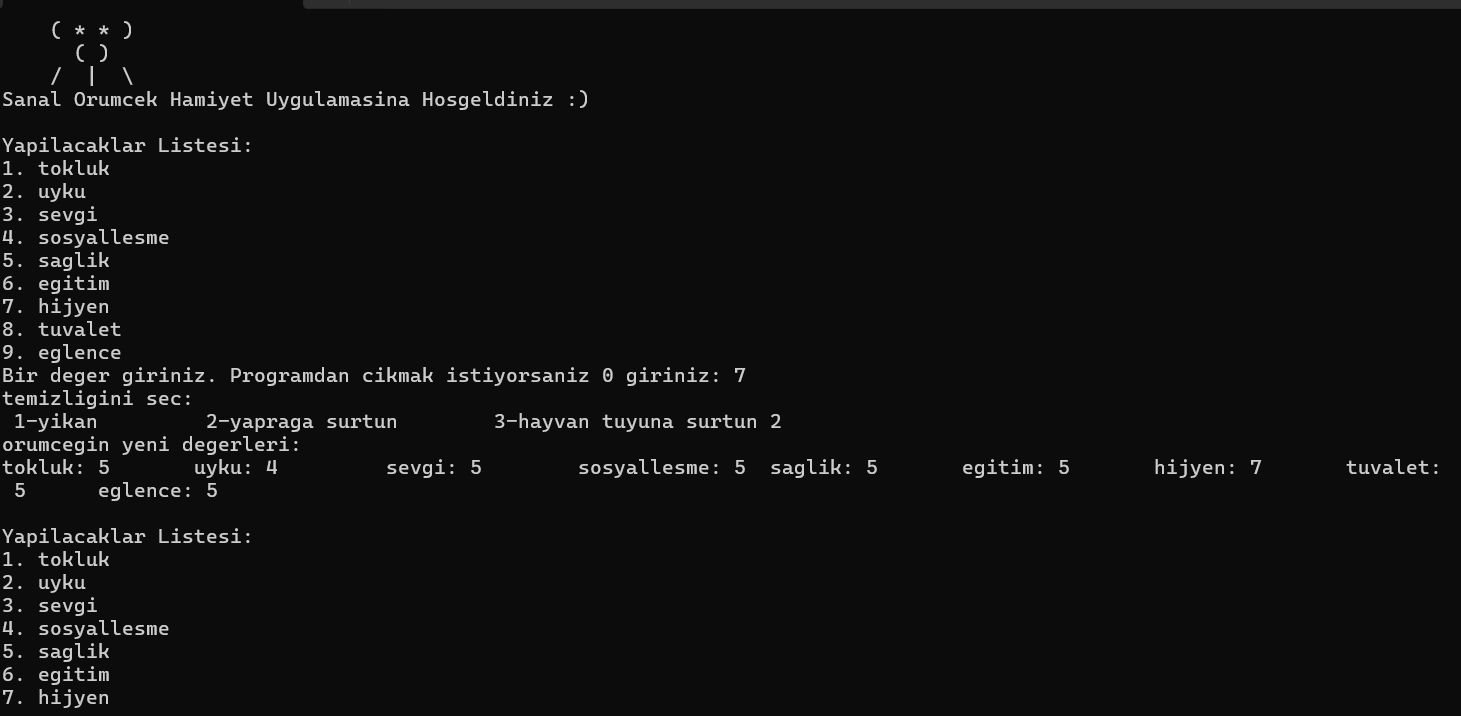 ( * * )
( )
/ | \
Sanal Orumcek Hamiyet Uygulamasina Hosgeldiniz :)
Yapilacaklar Listesi:
1. tokluk
2. uyku
3. sevgi
4. sosyallesme
5. saglik
6. egitim
7. hijyen
8. tuvalet
9. eglence
Bir deger giriniz. Programdan cikmak istiyorsaniz 0 giriniz: 7
temizligini sec:
1-yikan 2-yapraga surtun 3-hayvan tuyuna surtun 2
orumcegin yeni degerleri:
tokluk: 5 uyku: 4 sevgi: 5 sosyallesme: 5 saglik: 5 egitim: 5 hijyen: 7 tuvalet:
5 eglence: 5
Yapilacaklar Listesi:
1. tokluk
2. uyku
3. sevgi
4. sosyallesme
5. saglik
6. egitim
7. hijyen